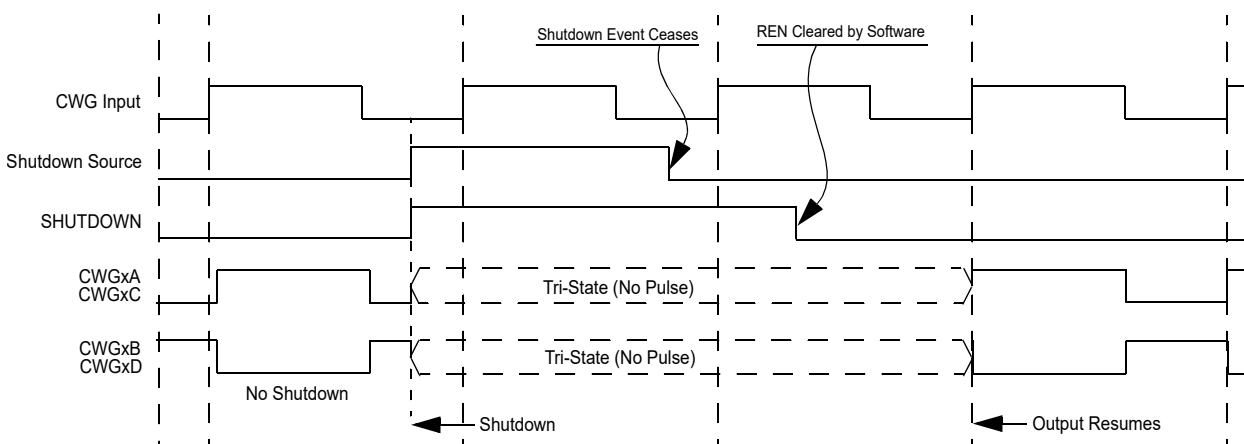 Shutdown Event Ceases
REN Cleared by Software
CWG Input
Shutdown Source
SHUTDOWN
CWGxA
CWGxC
Tri-State (No Pulse)
CWGxB
CWGxD
Tri-State (No Pulse)
No Shutdown
Shutdown
Output Resumes